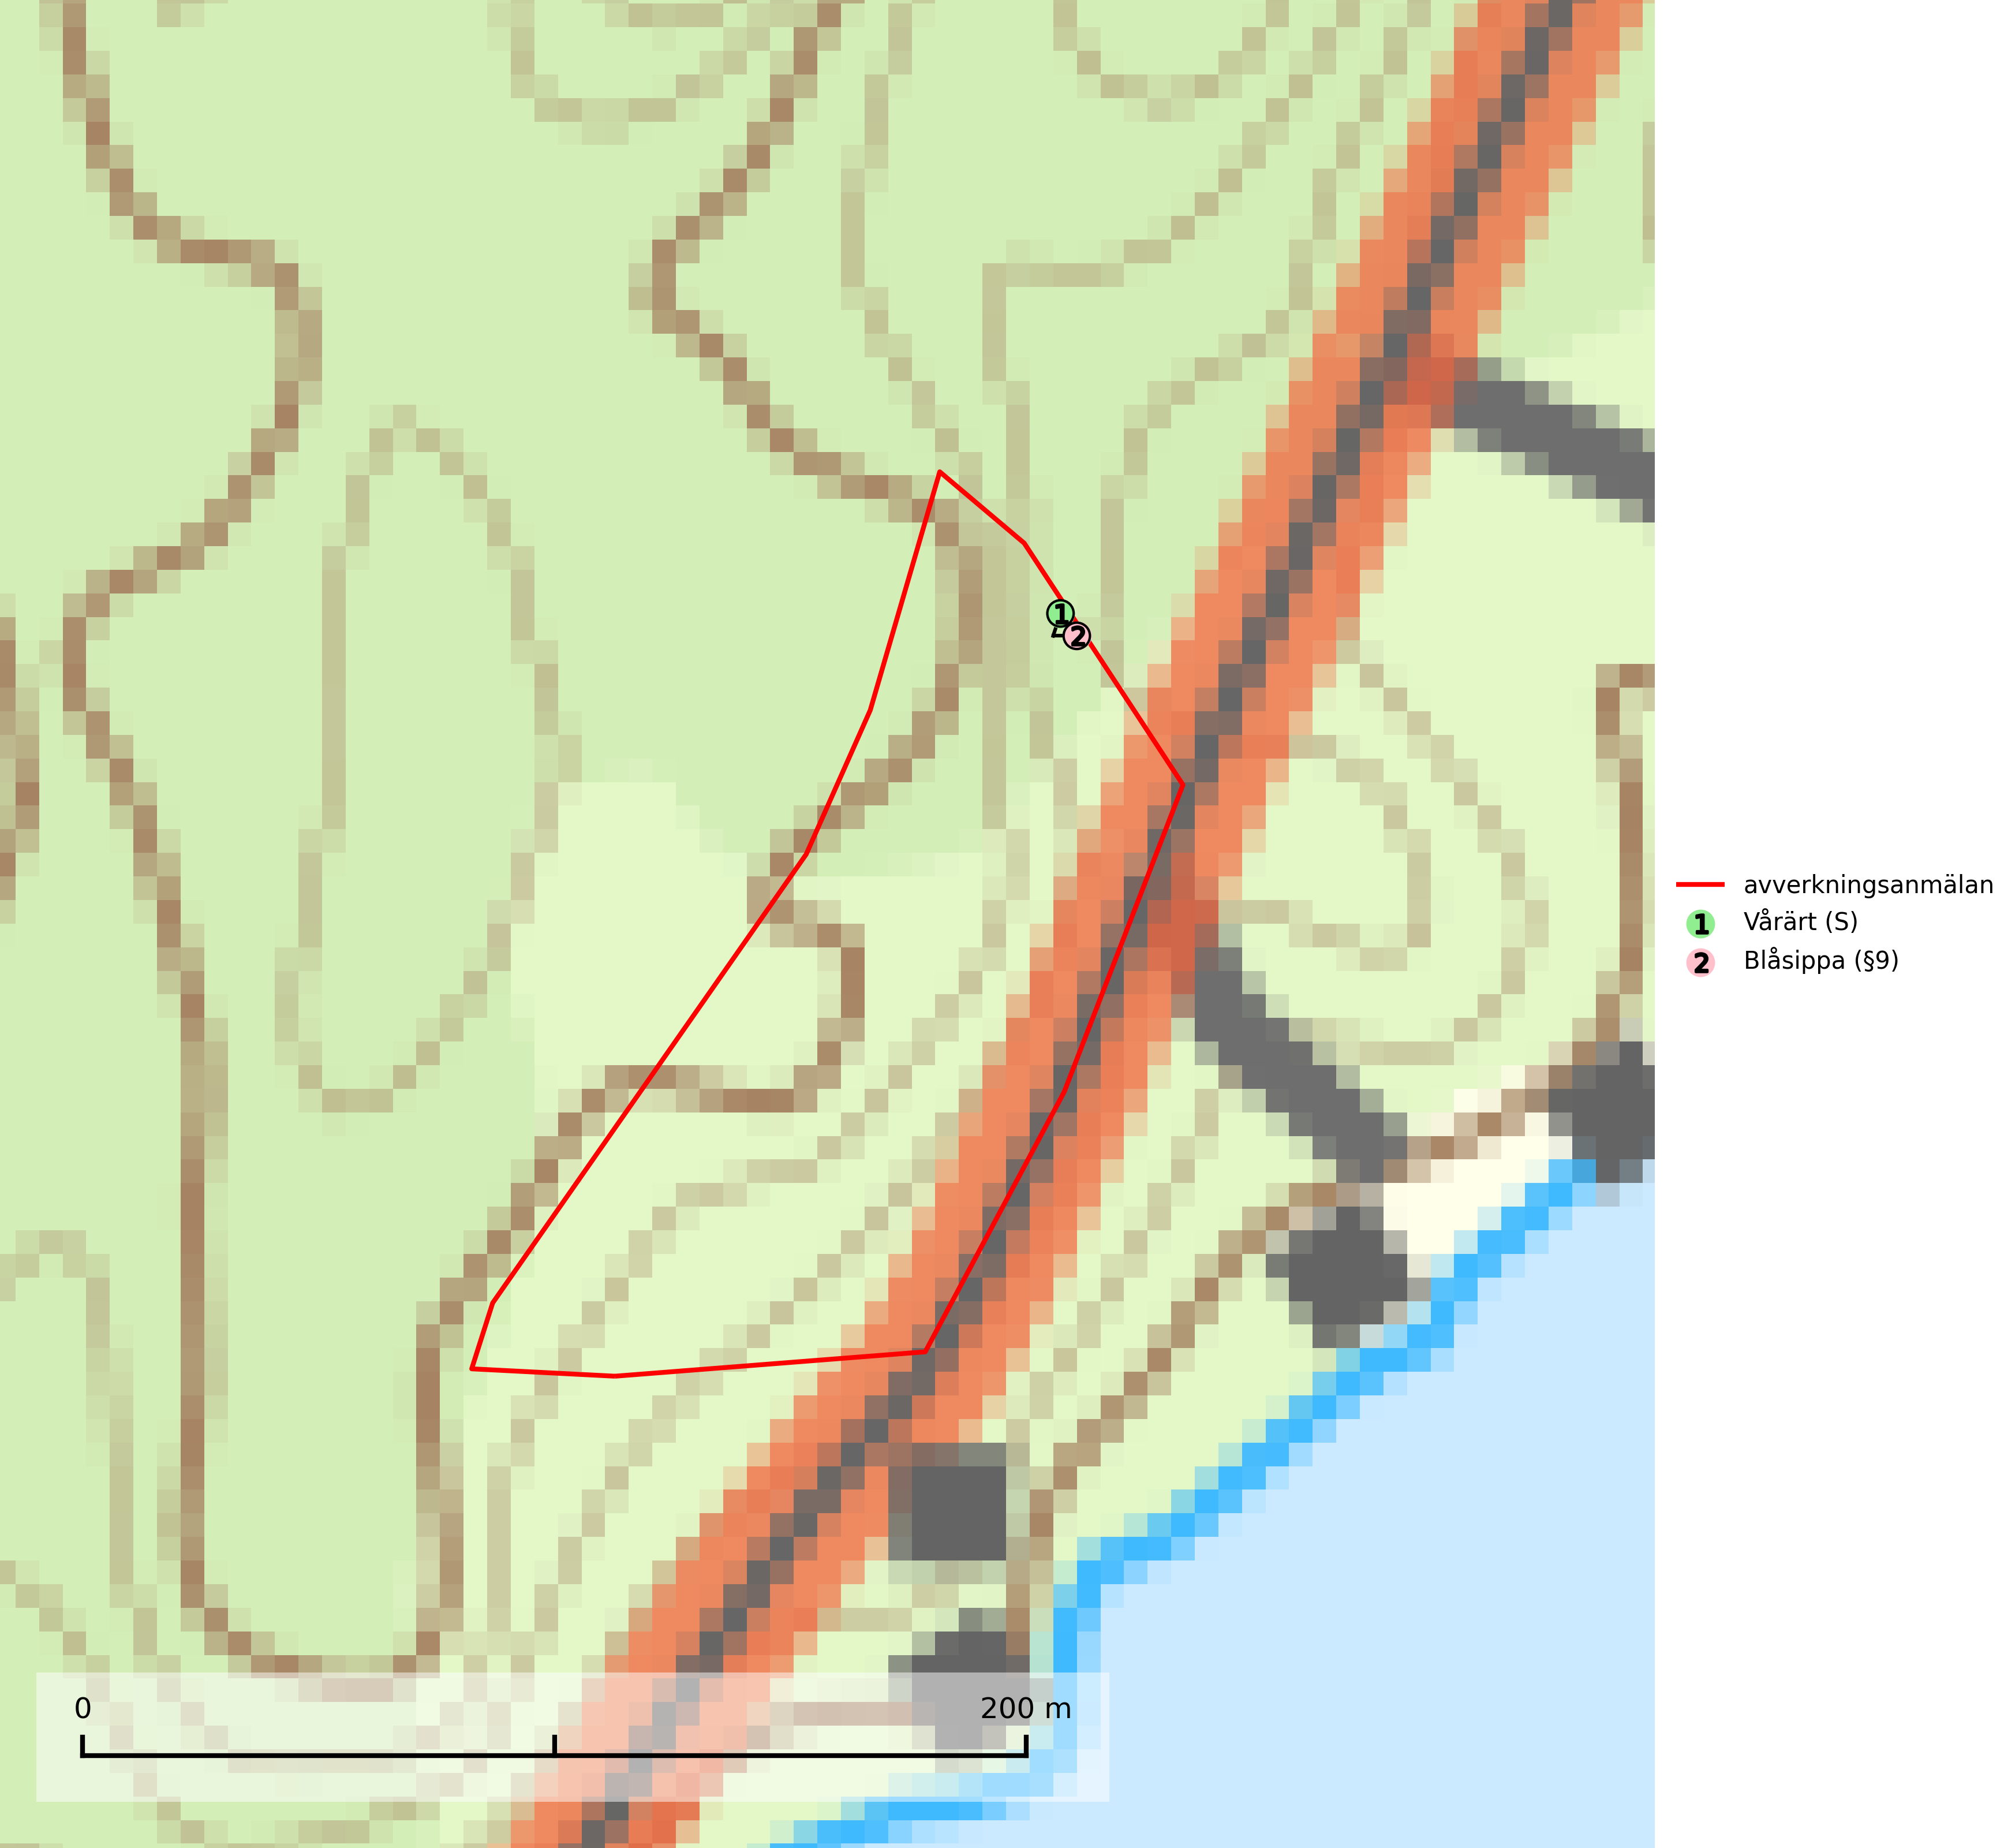 1
2
avverkningsanmälan
1 Vårärt (S)
2 Blåsippa (§9)
0 200 m